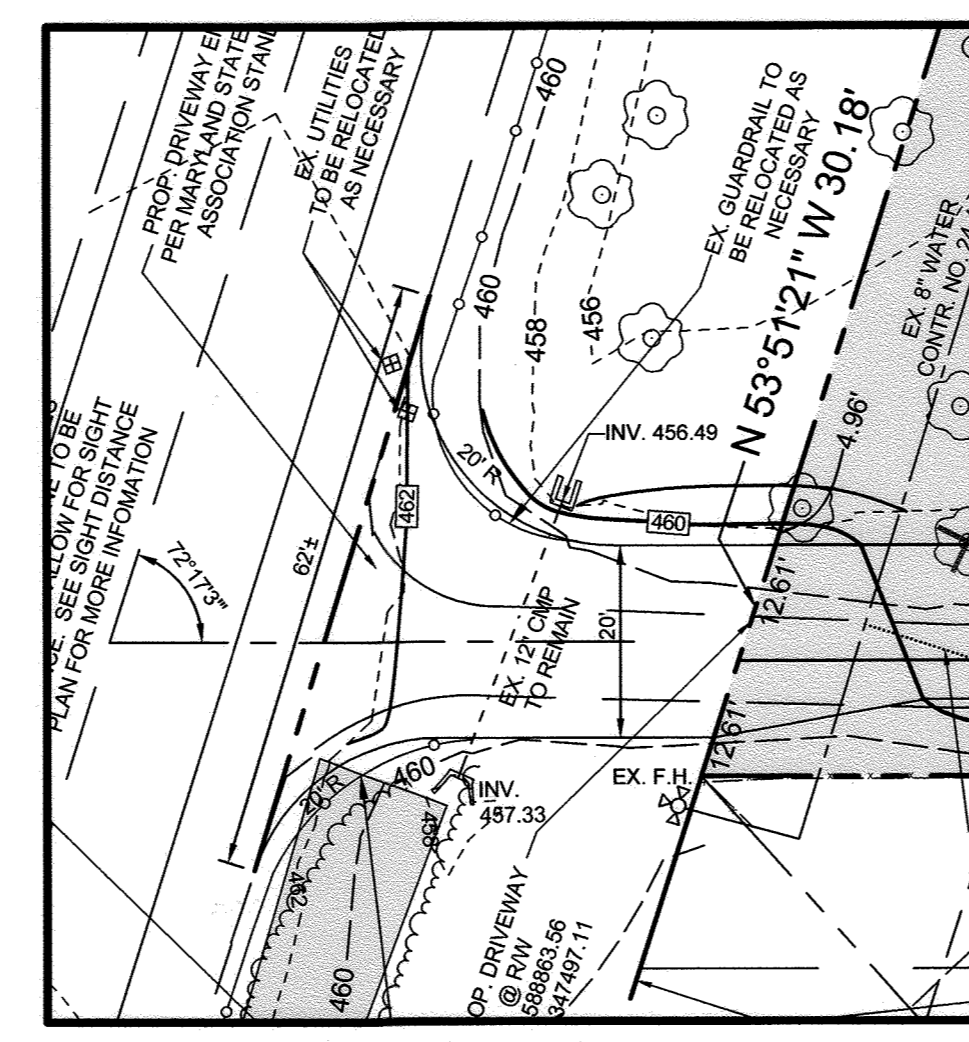 PROP. DRIVEWAY
PER MARYLAND STATE
ASSOCIATION
EX. UTILITIES
TO BE RELOCATED
AS NECESSARY
460
460
458
456
EX. GUARDRAIL TO
BE RELOCATED AS
NECESSARY
N 53°51'21" W 30.18'
EX. 8" WATER
CONTR. NO.
4.96'
INV. 456.49
20' R
462
460
TO BE
ALLOW FOR SIGHT
SEE SIGHT DISTANCE
PLAN FOR MORE INFOMATION
72°17'3"
62'±
12.61'
20'
EX. 12" CMP
TO REMAIN
12.61'
EX. F.H.
460
INV.
457.33
20' R
458
462
460
DRIVEWAY
@ R/W
588863.56
347497.11